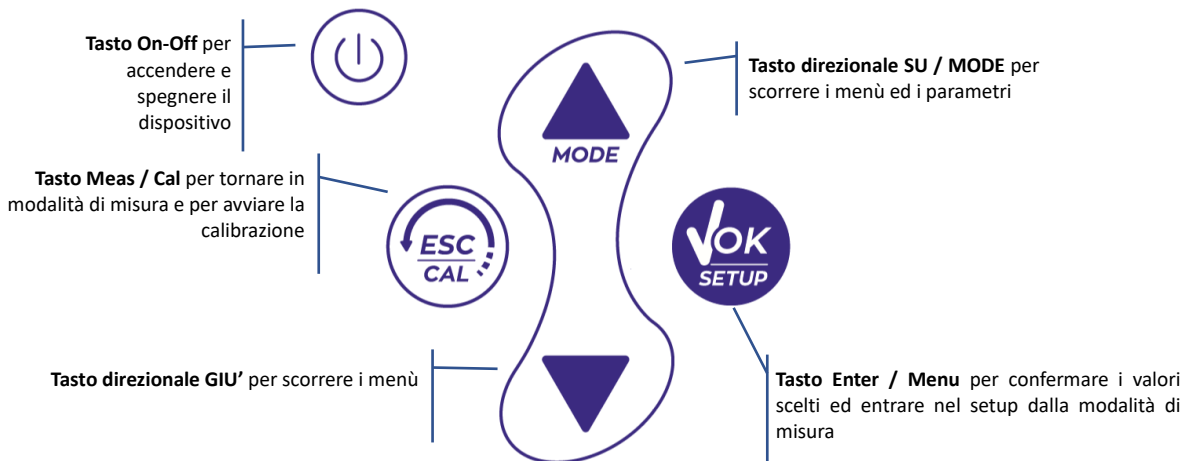 Tasto On-Off per
accendere e
spegnere il
dispositivo
Tasto direzionale SU / MODE per
scorrere i menù ed i parametri
MODE
Tasto Meas / Cal per tornare in
modalità di misura e per avviare la
calibrazione
ESC
CAL
OK
SETUP
Tasto direzionale GIU’ per scorrere i menù
Tasto Enter / Menu per confermare i valori
scelti ed entrare nel setup dalla modalità di
misura